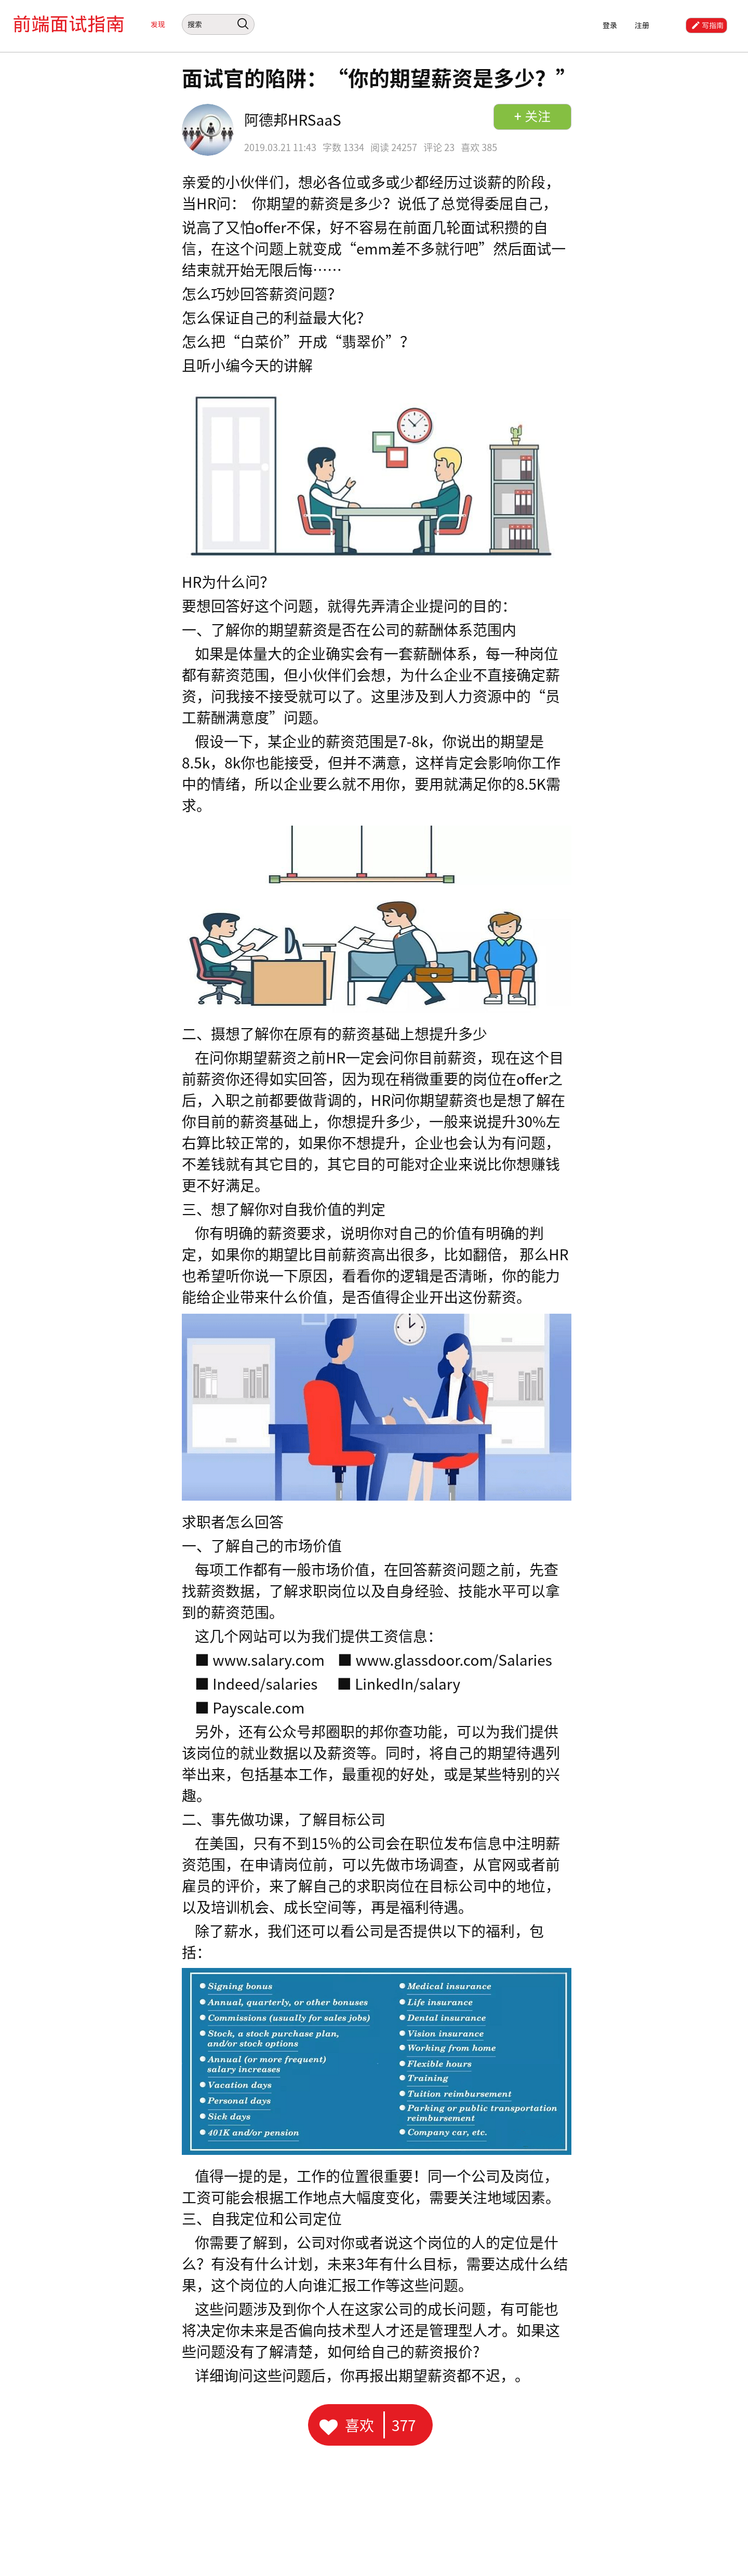 前端面试指南
发现
搜索
登录
注册
写指南
面试官的陷阱：“你的期望薪资是多少？”
阿德邦HRSaaS
+ 关注
2019.03.21 11:43 字数 1334 阅读 24257 评论 23 喜欢 385
亲爱的小伙伴们，想必各位或多或少都经历过谈薪的阶段，
当HR问： 你期望的薪资是多少？说低了总觉得委屈自己，
说高了又怕offer不保，好不容易在前面几轮面试积攒的自
信，在这个问题上就变成“emm差不多就行吧”然后面试一
结束就开始无限后悔……
怎么巧妙回答薪资问题？
怎么保证自己的利益最大化？
怎么把“白菜价”开成“翡翠价”？
且听小编今天的讲解
HR为什么问？
要想回答好这个问题，就得先弄清企业提问的目的：
一、了解你的期望薪资是否在公司的薪酬体系范围内
如果是体量大的企业确实会有一套薪酬体系，每一种岗位
都有薪资范围，但小伙伴们会想，为什么企业不直接确定薪
资，问我接不接受就可以了。这里涉及到人力资源中的“员
工薪酬满意度”问题。
假设一下，某企业的薪资范围是7-8k，你说出的期望是
8.5k，8k你也能接受，但并不满意，这样肯定会影响你工作
中的情绪，所以企业要么就不用你，要用就满足你的8.5K需
求。
二、摄想了解你在原有的薪资基础上想提升多少
在问你期望薪资之前HR一定会问你目前薪资，现在这个目
前薪资你还得如实回答，因为现在稍微重要的岗位在offer之
后，入职之前都要做背调的，HR问你期望薪资也是想了解在
你目前的薪资基础上，你想提升多少，一般来说提升30%左
右算比较正常的，如果你不想提升，企业也会认为有问题，
不差钱就有其它目的，其它目的可能对企业来说比你想赚钱
更不好满足。
三、想了解你对自我价值的判定
你有明确的薪资要求，说明你对自己的价值有明确的判
定，如果你的期望比目前薪资高出很多，比如翻倍， 那么HR
也希望听你说一下原因，看看你的逻辑是否清晰，你的能力
能给企业带来什么价值，是否值得企业开出这份薪资。
求职者怎么回答
一、了解自己的市场价值
每项工作都有一般市场价值，在回答薪资问题之前，先查
找薪资数据，了解求职岗位以及自身经验、技能水平可以拿
到的薪资范围。
这几个网站可以为我们提供工资信息：
■ www.salary.com ■ www.glassdoor.com/Salaries
■ Indeed/salaries ■ LinkedIn/salary
■ Payscale.com
另外，还有公众号邦圈职的邦你查功能，可以为我们提供
该岗位的就业数据以及薪资等。同时，将自己的期望待遇列
举出来，包括基本工作，最重视的好处，或是某些特别的兴
趣。
二、事先做功课，了解目标公司
在美国，只有不到15％的公司会在职位发布信息中注明薪
资范围，在申请岗位前，可以先做市场调查，从官网或者前
雇员的评价，来了解自己的求职岗位在目标公司中的地位，
以及培训机会、成长空间等，再是福利待遇。
除了薪水，我们还可以看公司是否提供以下的福利，包
括：
Signing bonus
Annual, quarterly, or other bonuses
Commissions (usually for sales jobs)
Stock, a stock purchase plan,
and/or stock options
Annual (or more frequent)
salary increases
Vacation days
Personal days
Sick days
401K and/or pension
Medical insurance
Life insurance
Dental insurance
Vision insurance
Working from home
Flexible hours
Training
Tuition reimbursement
Parking or public transportation
reimbursement
Company car, etc.
值得一提的是，工作的位置很重要！同一个公司及岗位，
工资可能会根据工作地点大幅度变化，需要关注地域因素。
三、自我定位和公司定位
你需要了解到，公司对你或者说这个岗位的人的定位是什
么？有没有什么计划，未来3年有什么目标，需要达成什么结
果，这个岗位的人向谁汇报工作等这些问题。
这些问题涉及到你个人在这家公司的成长问题，有可能也
将决定你未来是否偏向技术型人才还是管理型人才。如果这
些问题没有了解清楚，如何给自己的薪资报价？
详细询问这些问题后，你再报出期望薪资都不迟，。
喜欢 377